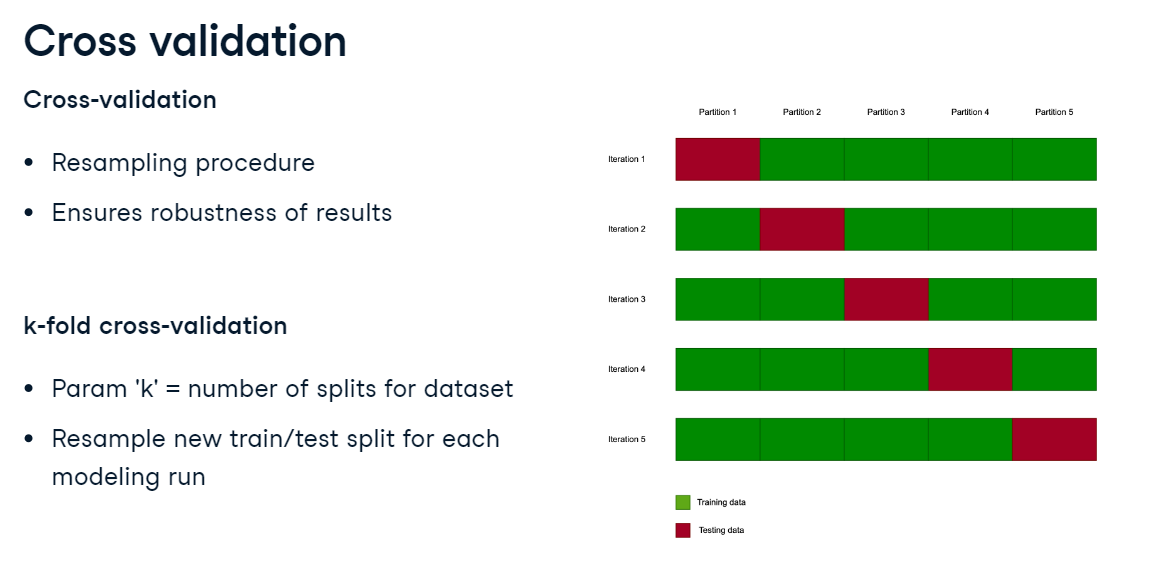 Cross validation
Cross-validation
• Resampling procedure
• Ensures robustness of results
k-fold cross-validation
• Param 'k' = number of splits for dataset
• Resample new train/test split for each
modeling run
Partition 1 Partition 2 Partition 3 Partition 4 Partition 5
Iteration 1
Iteration 2
Iteration 3
Iteration 4
Iteration 5
Training data
Testing data